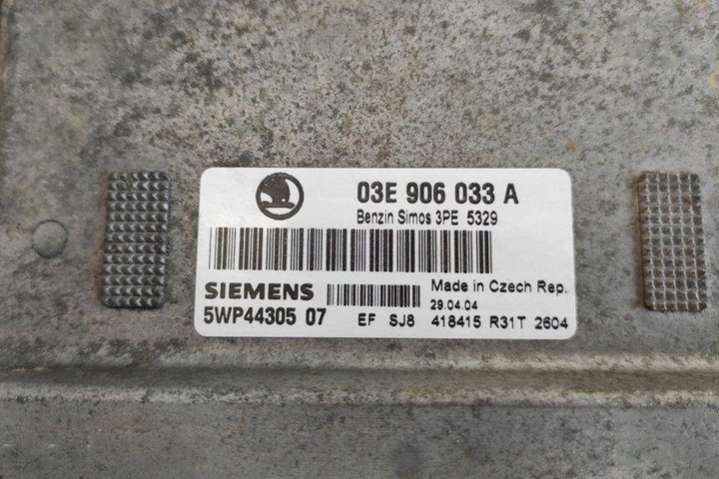 03E 906 033 A
Benzin Simos 3PE 5329
SIEMENS Made in Czech Rep.
29.04.04
5WP44305 07 EF SJ8 418415 R31T 2604